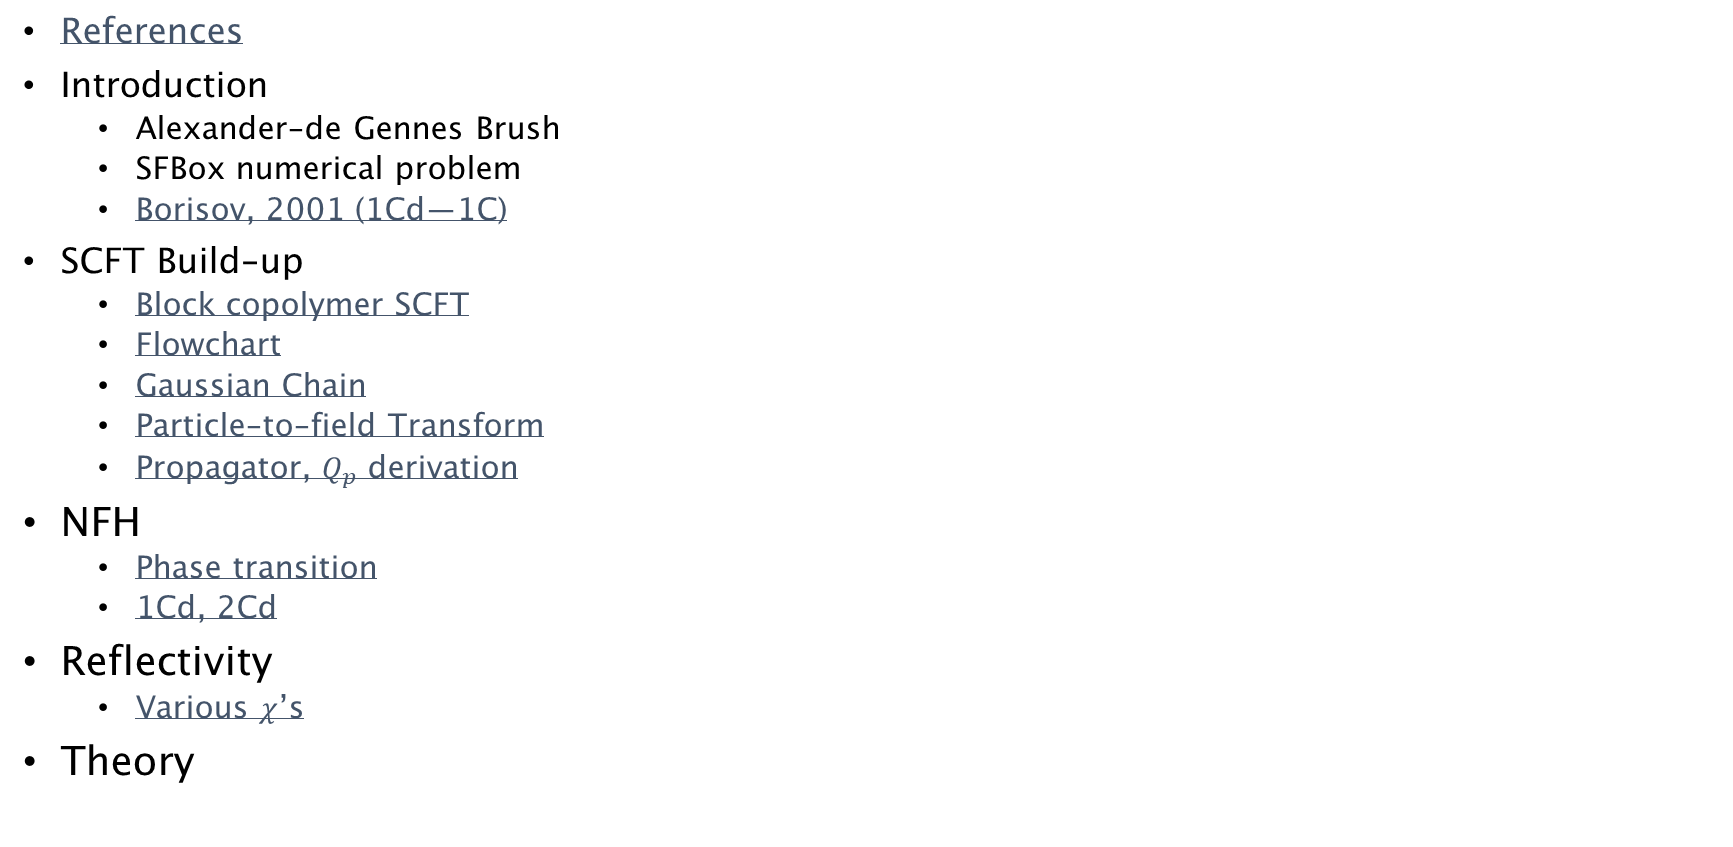 • References
• Introduction
• Alexander–de Gennes Brush
• SFBox numerical problem
• Borisov, 2001 (1Cd—1C)
• SCFT Build–up
• Block copolymer SCFT
• Flowchart
• Gaussian Chain
• Particle–to–field Transform
• Propagator, 𝑄𝑝 derivation
• NFH
• Phase transition
• 1Cd, 2Cd
• Reflectivity
• Various 𝜒’s
• Theory